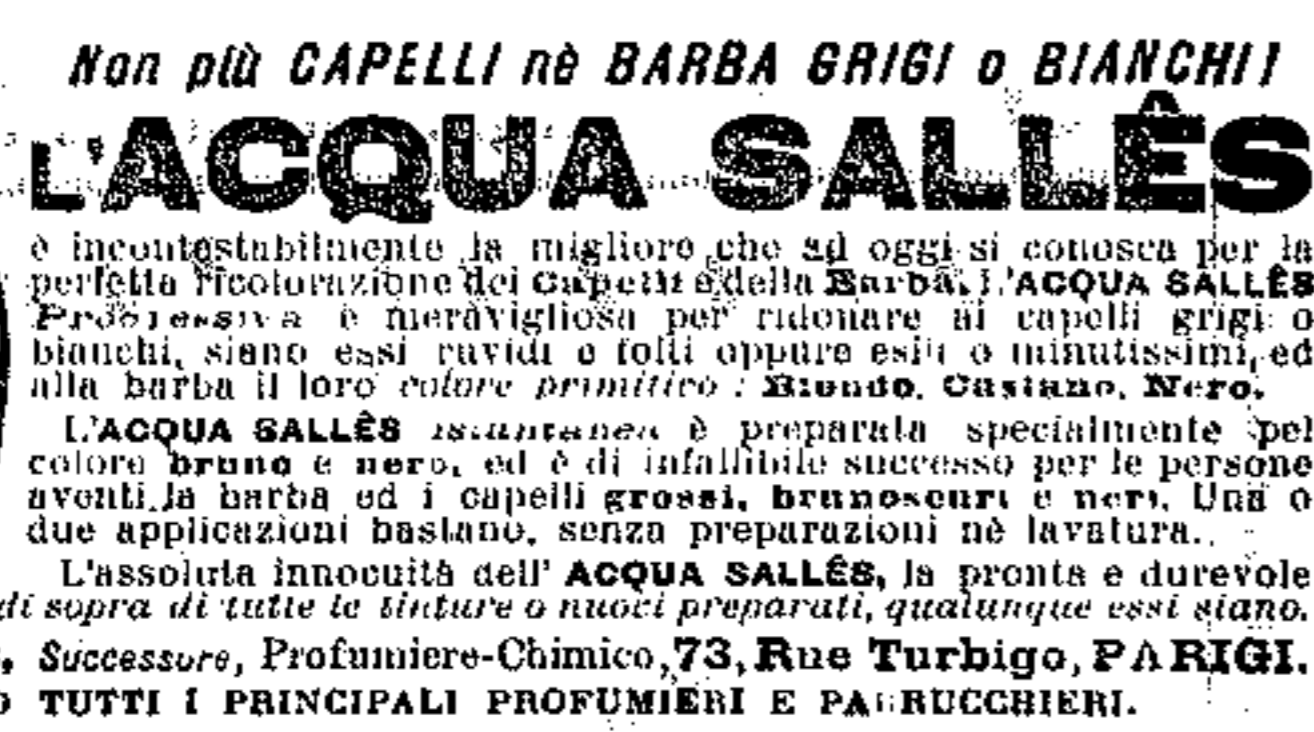 Non più CAPELLI nè BARBA GRIGI o BIANCHI!
L'ACQUA SALLÊS
è incontestabilmente la migliore che ad oggi si conosca per la
perfetta ricolorazione dei Capelli e della Barba. L'ACQUA SALLÊS
Progressiva è meravigliosa per ridonare ai capelli grigi o
bianchi, siano essi ruvidi e folti oppure esili o minutissimi, ed
alla barba il loro colore primitivo: Biondo, Castano, Nero.
L'ACQUA SALLÊS istantanea è preparata specialmente pel
colore bruno e nero, ed è di infallibile successo per le persone
aventi la barba ed i capelli grossi, brunoscuri e neri. Una o
due applicazioni bastano, senza preparazioni nè lavatura.
L'assoluta innocuità dell' ACQUA SALLÊS, la pronta e durevole
di sopra di tutte le tinture o nuovi preparati, qualunque essi siano.
Successore, Profumiere-Chimico, 73, Rue Turbigo, PARIGI.
TUTTI I PRINCIPALI PROFUMIERI E PARRUCCHIERI.